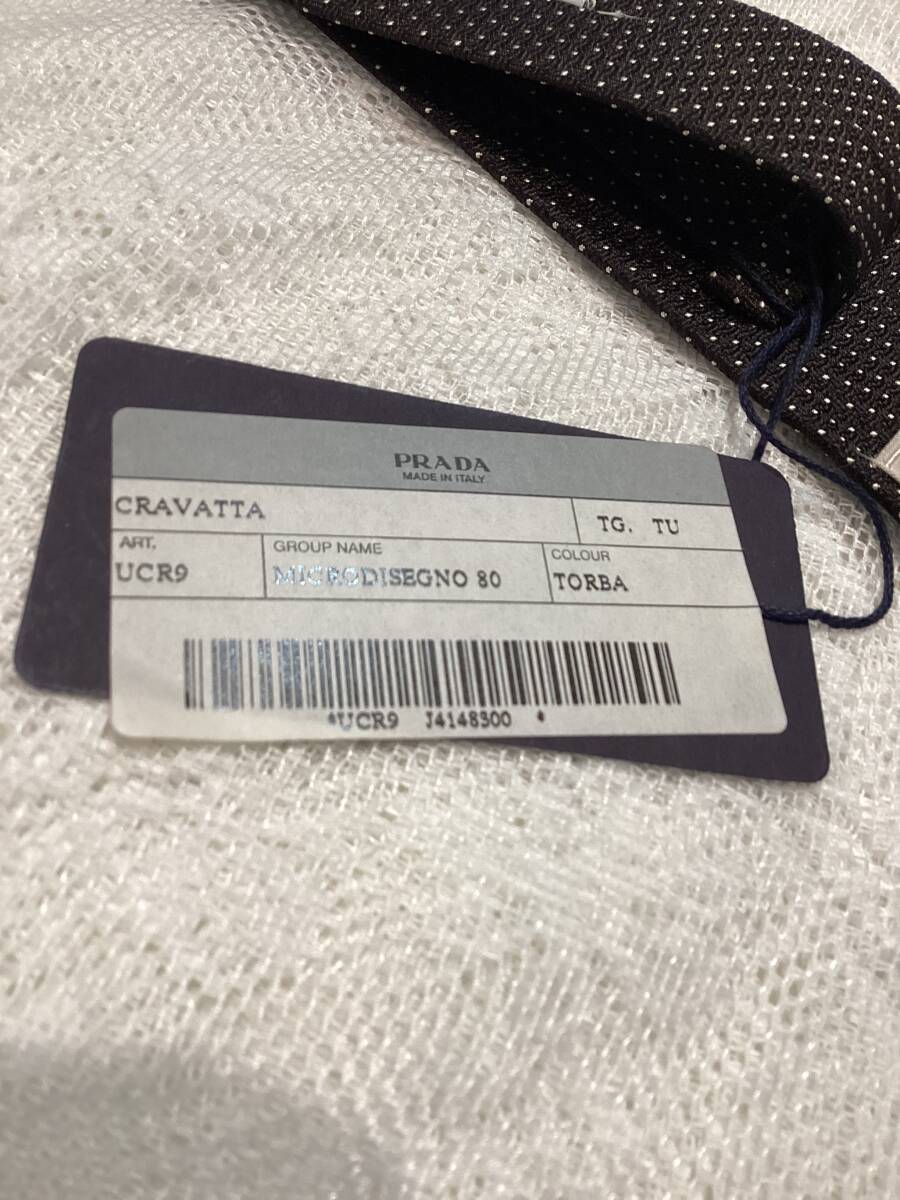 PRADA
MADE IN ITALY
CRAVATTA
TG. TU
ART.
UCR9
GROUP NAME
MICRODISEGNO 80
COLOUR
TORBA
*UCR9 J4148300 *